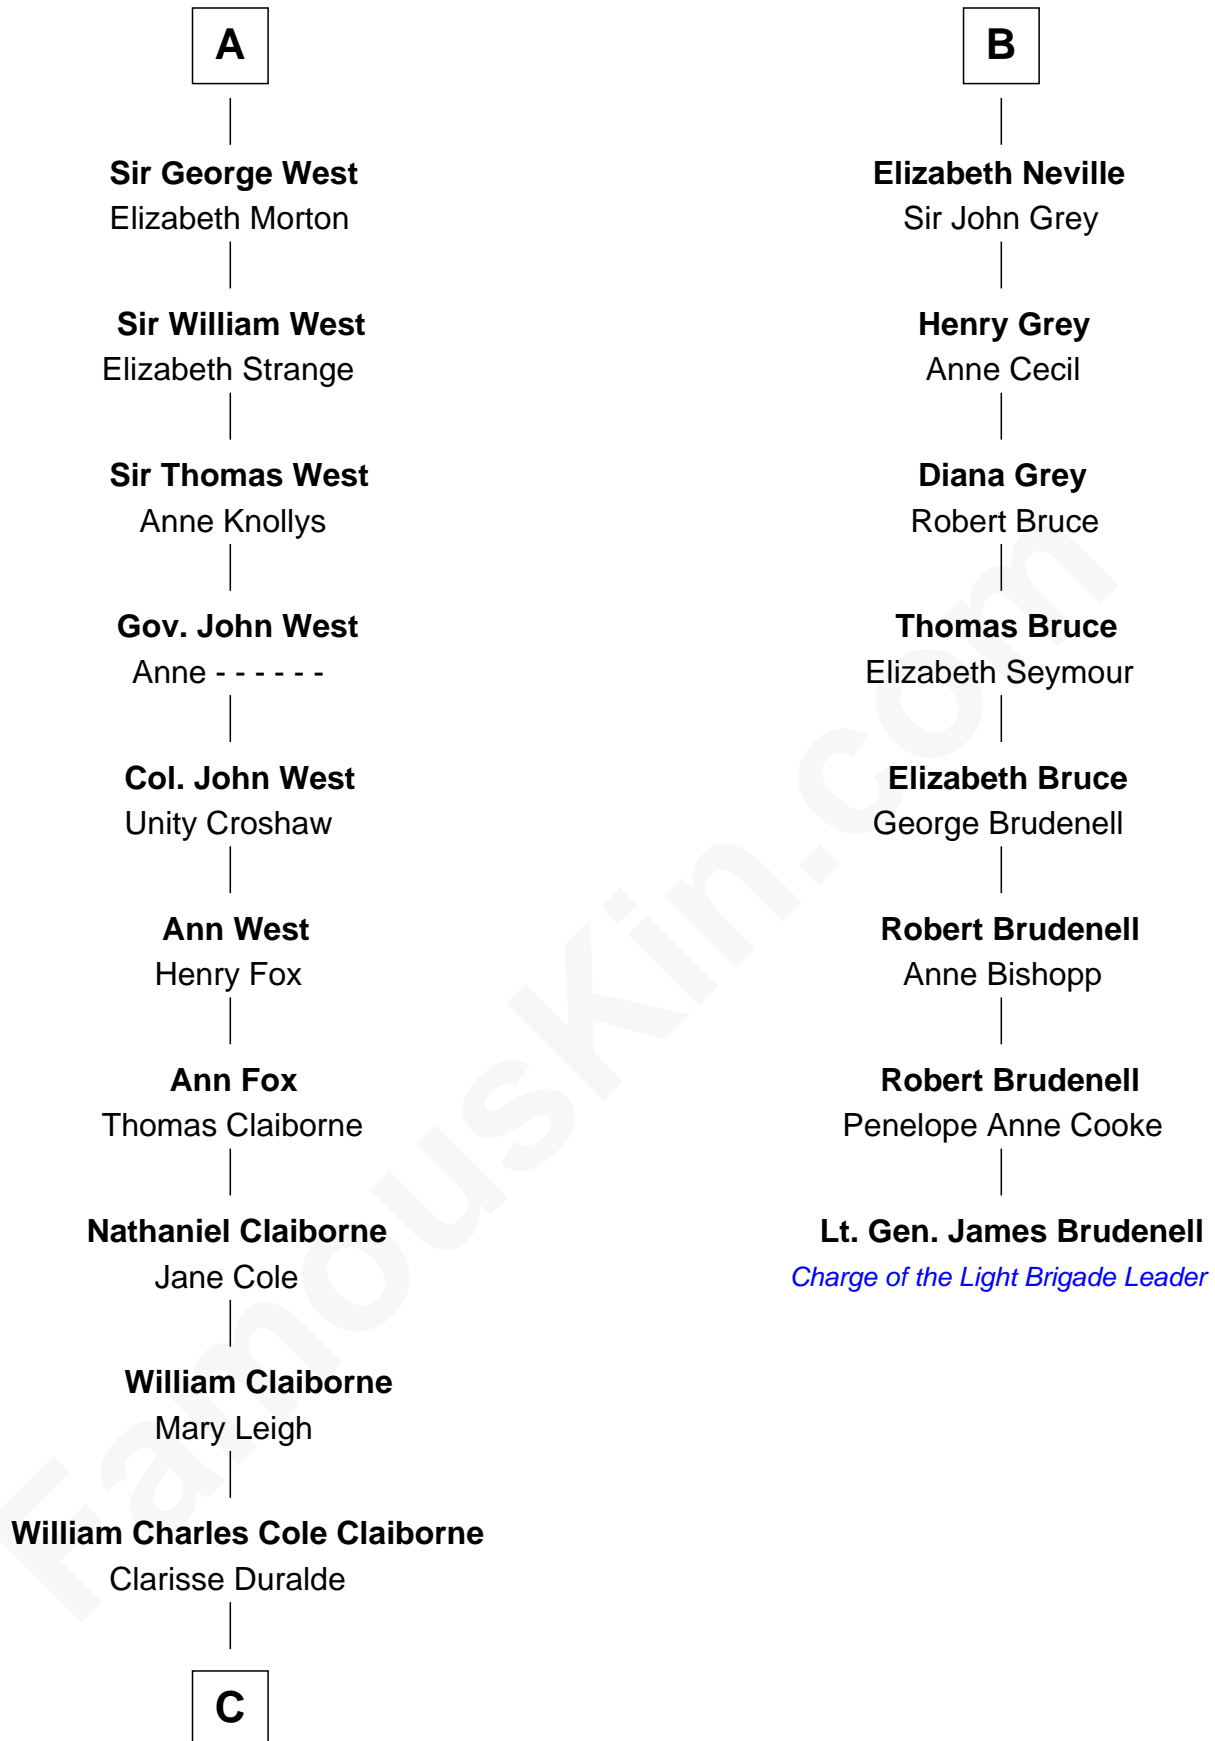 A
Sir George West
Elizabeth Morton
Sir William West
Elizabeth Strange
Sir Thomas West
Anne Knollys
Gov. John West
Anne - - - - - -
Col. John West
Unity Croshaw
Ann West
Henry Fox
Ann Fox
Thomas Claiborne
Nathaniel Claiborne
Jane Cole
William Claiborne
Mary Leigh
William Charles Cole Claiborne
Clarisse Duralde
C
B
Elizabeth Neville
Sir John Grey
Henry Grey
Anne Cecil
Diana Grey
Robert Bruce
Thomas Bruce
Elizabeth Seymour
Elizabeth Bruce
George Brudenell
Robert Brudenell
Anne Bishopp
Robert Brudenell
Penelope Anne Cooke
Lt. Gen. James Brudenell
Charge of the Light Brigade Leader
FamousKin.com